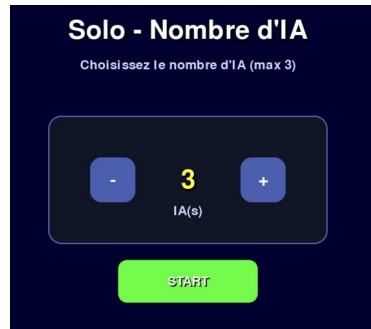 Solo - Nombre d'IA
Choisissez le nombre d'IA (max 3)
- 3 +
IA(s)
START